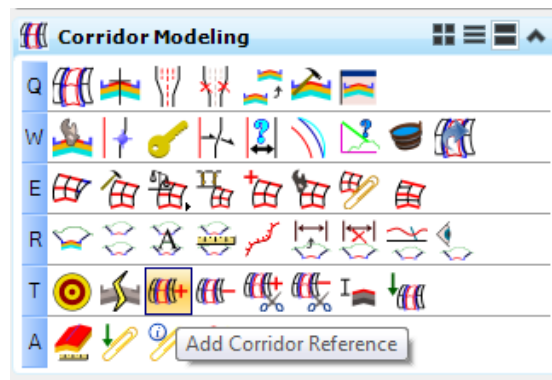 Corridor Modeling
Q
W
E
R
A
T
A
Add Corridor Reference